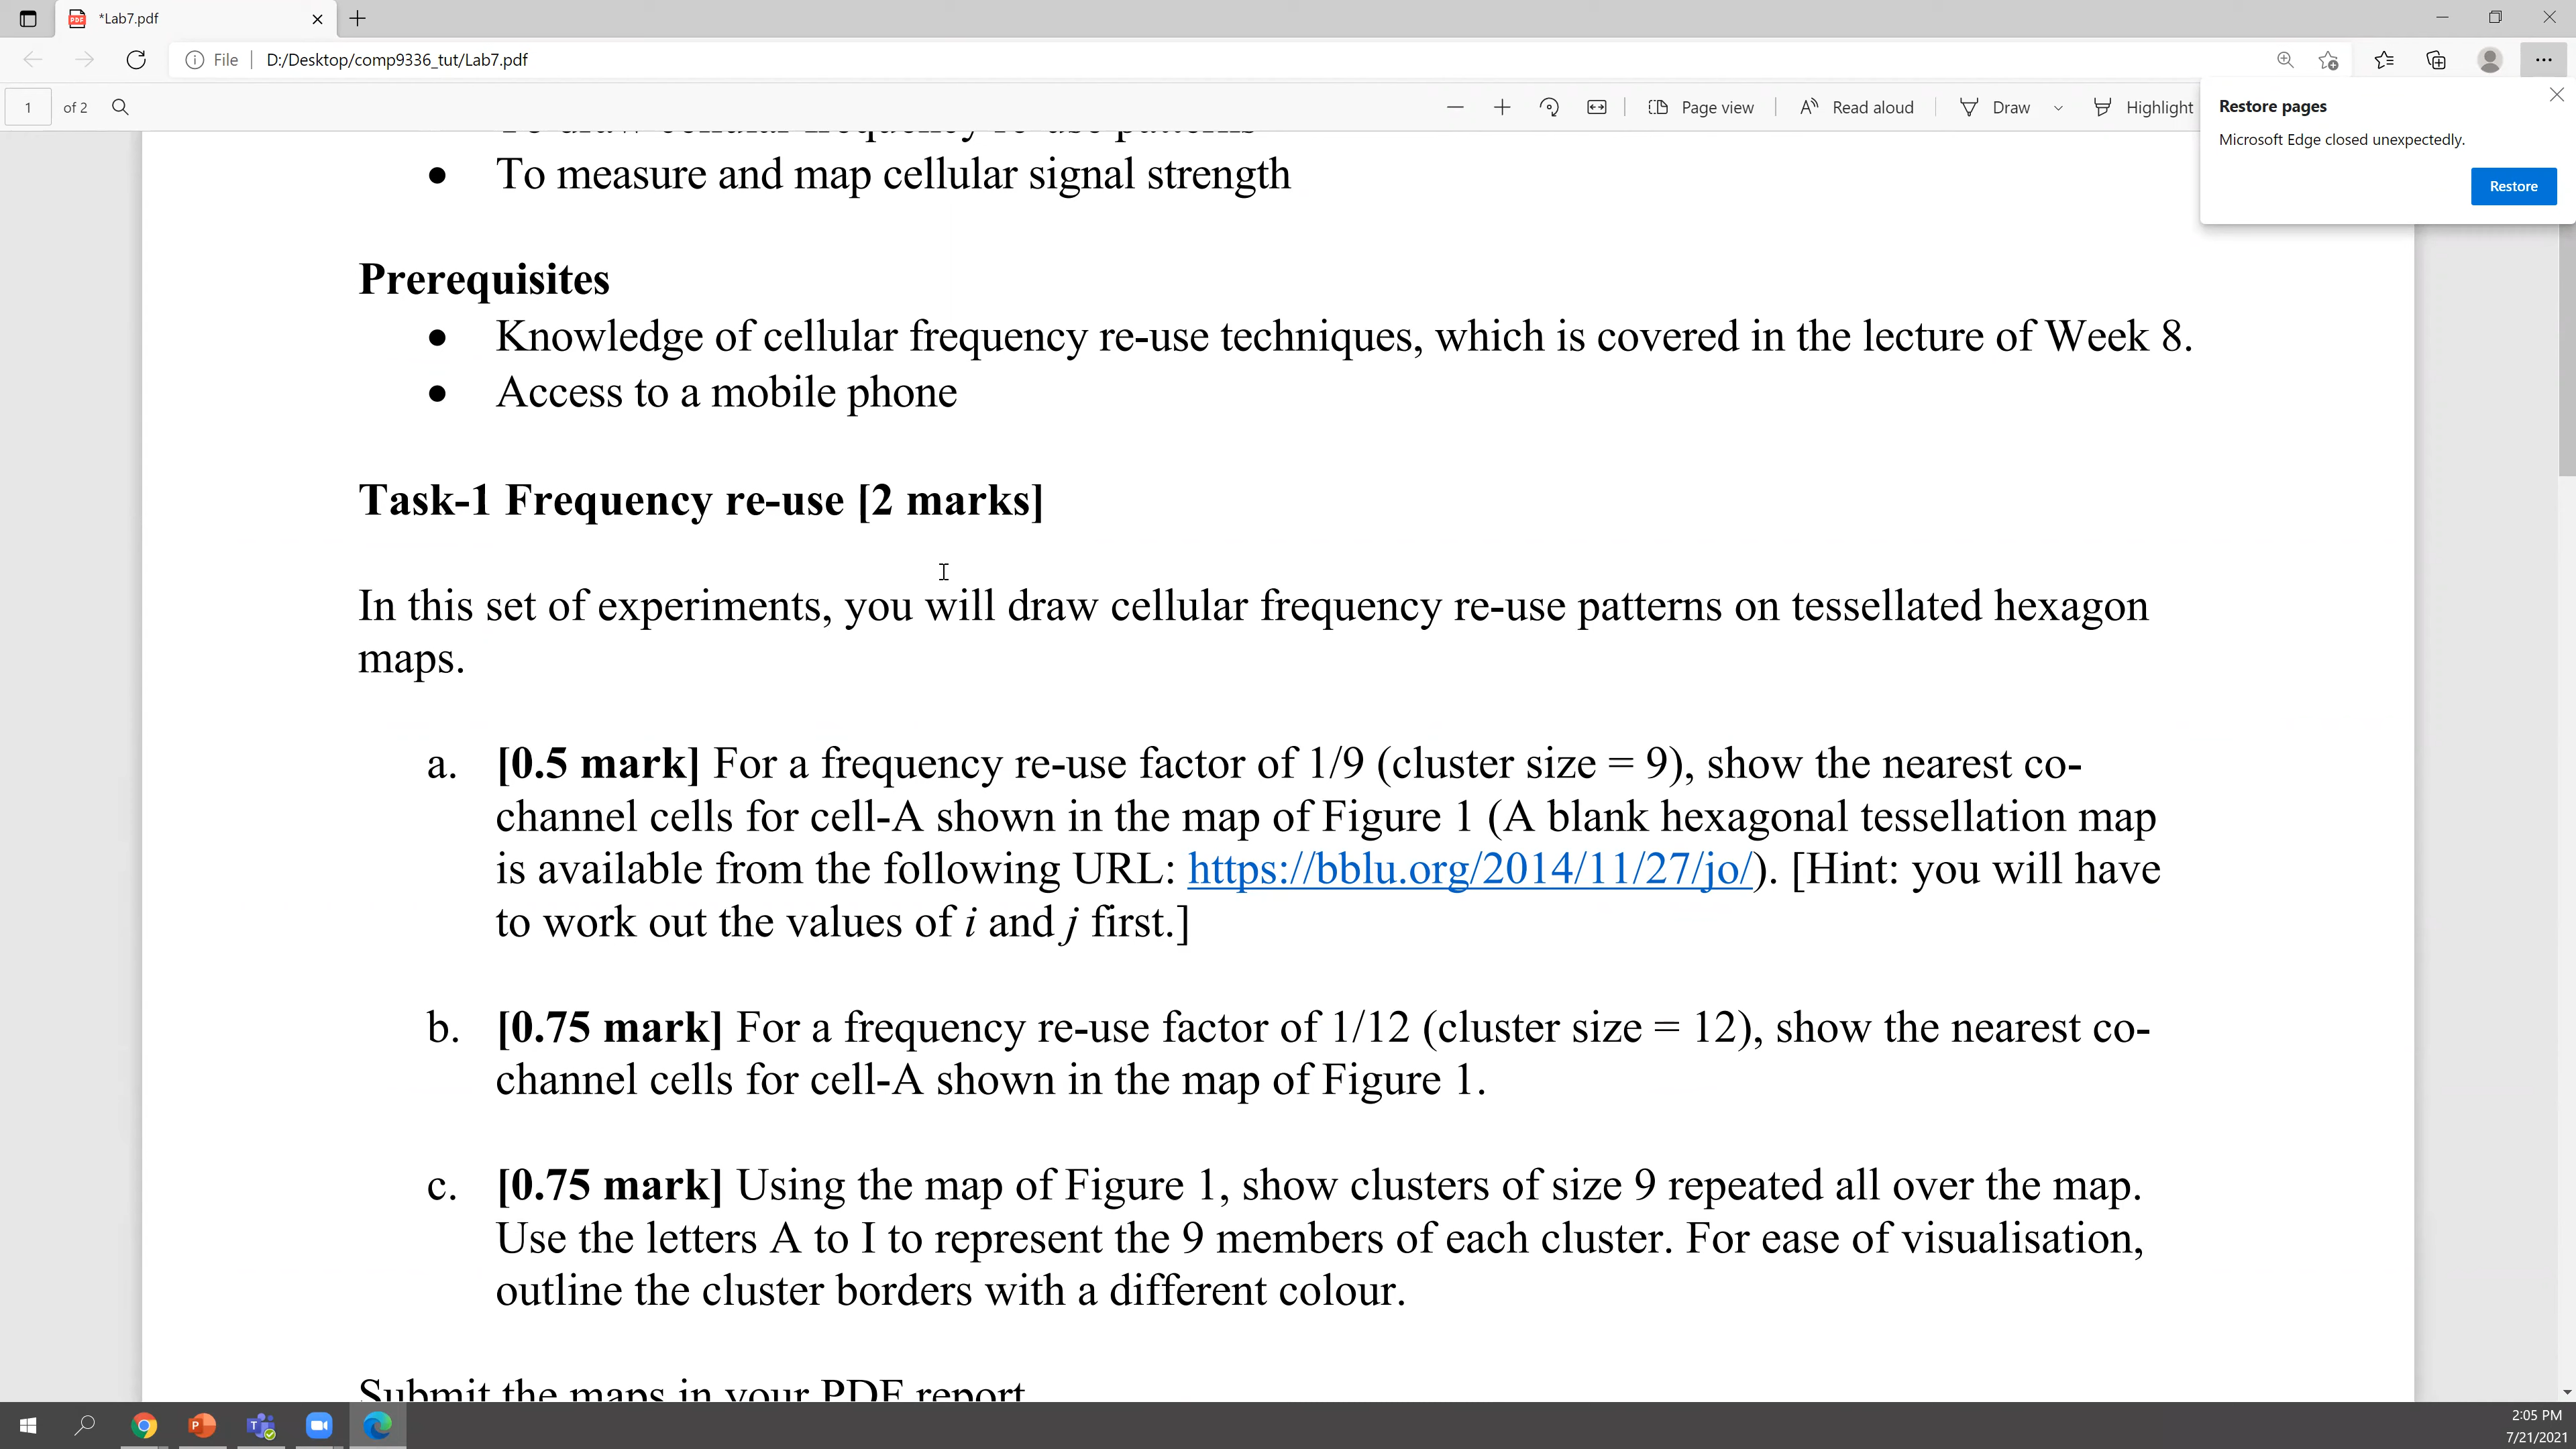 *Lab7.pdf
File
D:/Desktop/comp9336_tut/Lab7.pdf
1 of 2
Page view
Read aloud
Draw
Highlight
Restore pages
Microsoft Edge closed unexpectedly.
Restore
To draw cellular frequency re-use patterns
• To measure and map cellular signal strength
Prerequisites
• Knowledge of cellular frequency re-use techniques, which is covered in the lecture of Week 8.
• Access to a mobile phone
Task-1 Frequency re-use [2 marks]
In this set of experiments, you will draw cellular frequency re-use patterns on tessellated hexagon
maps.
a. [0.5 mark] For a frequency re-use factor of 1/9 (cluster size = 9), show the nearest co-
channel cells for cell-A shown in the map of Figure 1 (A blank hexagonal tessellation map
is available from the following URL: https://bblu.org/2014/11/27/jo/). [Hint: you will have
to work out the values of i and j first.]
b. [0.75 mark] For a frequency re-use factor of 1/12 (cluster size = 12), show the nearest co-
channel cells for cell-A shown in the map of Figure 1.
c. [0.75 mark] Using the map of Figure 1, show clusters of size 9 repeated all over the map.
Use the letters A to I to represent the 9 members of each cluster. For ease of visualisation,
outline the cluster borders with a different colour.
Submit the maps in your PDF report
2:05 PM
7/21/2021